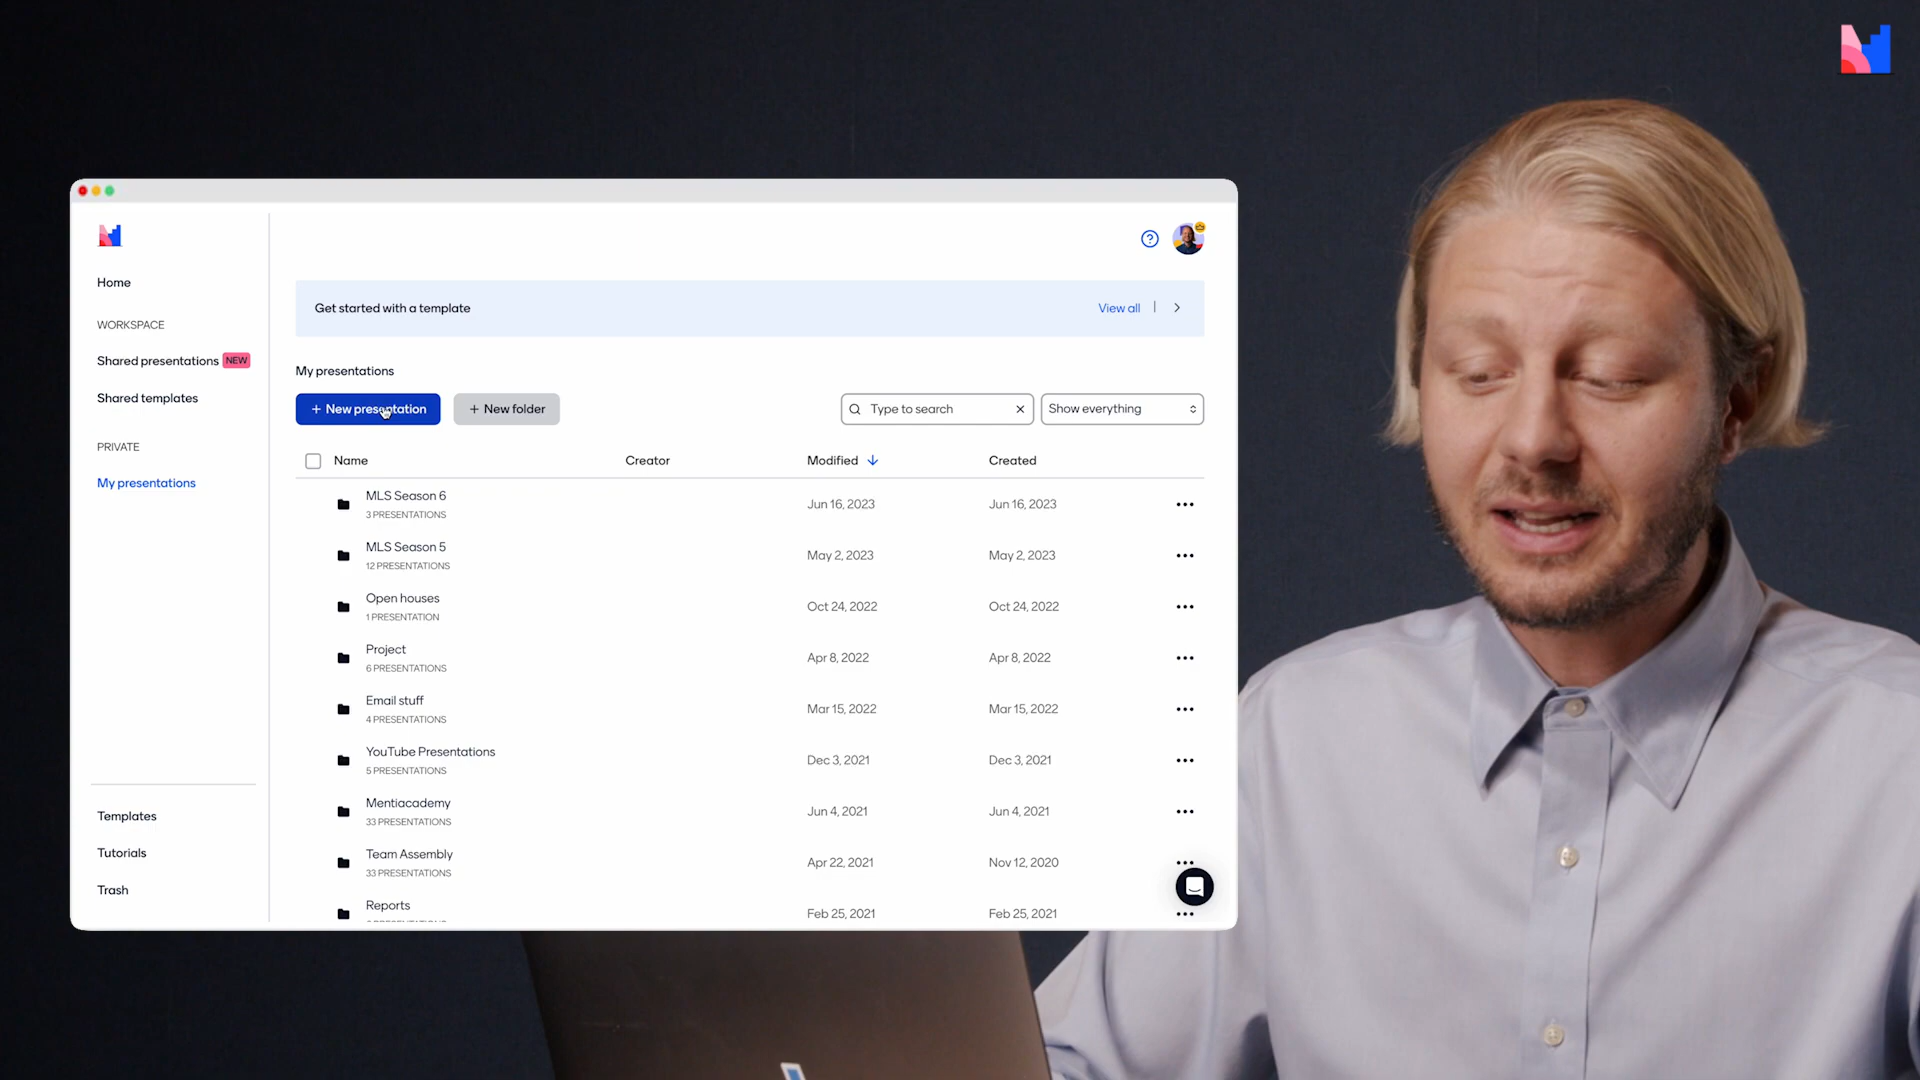 Home
WORKSPACE
Shared presentations NEW
Shared templates
PRIVATE
My presentations
Templates
Tutorials
Trash
Get started with a template
View all
My presentations
+ New presentation
+ New folder
Type to search
Show everything
Name Creator Modified Created
MLS Season 6 Jun 16, 2023 Jun 16, 2023
3 PRESENTATIONS
MLS Season 5 May 2, 2023 May 2, 2023
12 PRESENTATIONS
Open houses Oct 24, 2022 Oct 24, 2022
1 PRESENTATION
Project Apr 8, 2022 Apr 8, 2022
6 PRESENTATIONS
Email stuff Mar 15, 2022 Mar 15, 2022
4 PRESENTATIONS
YouTube Presentations Dec 3, 2021 Dec 3, 2021
5 PRESENTATIONS
Mentiacademy Jun 4, 2021 Jun 4, 2021
33 PRESENTATIONS
Team Assembly Apr 22, 2021 Nov 12, 2020
33 PRESENTATIONS
Reports Feb 25, 2021 Feb 25, 2021